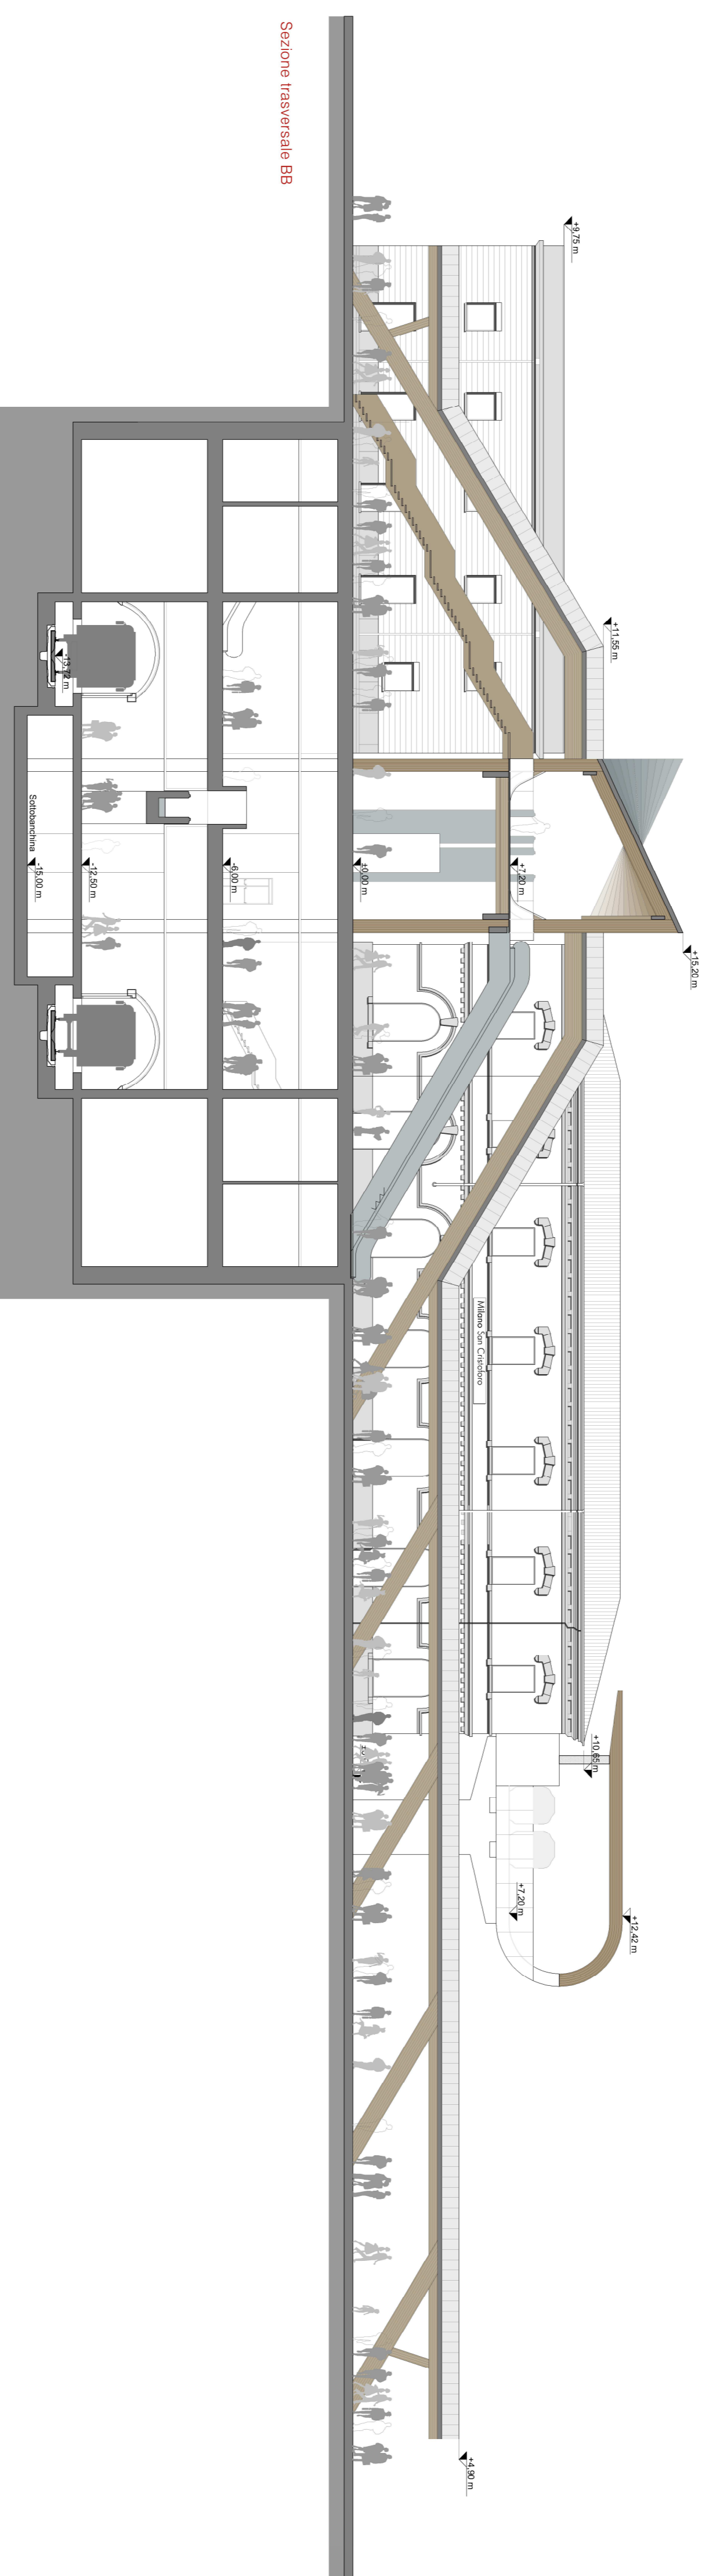 Sezione trasversale BB
+9,75 m
+11,55 m
+15,20 m
+7,20 m
±0,00 m
-6,00 m
-12,50 m
-13,72 m
-15,00 m
Sottobanchina
Milano San Cristoforo
+10,65 m
+7,20 m
+12,42 m
+4,90 m